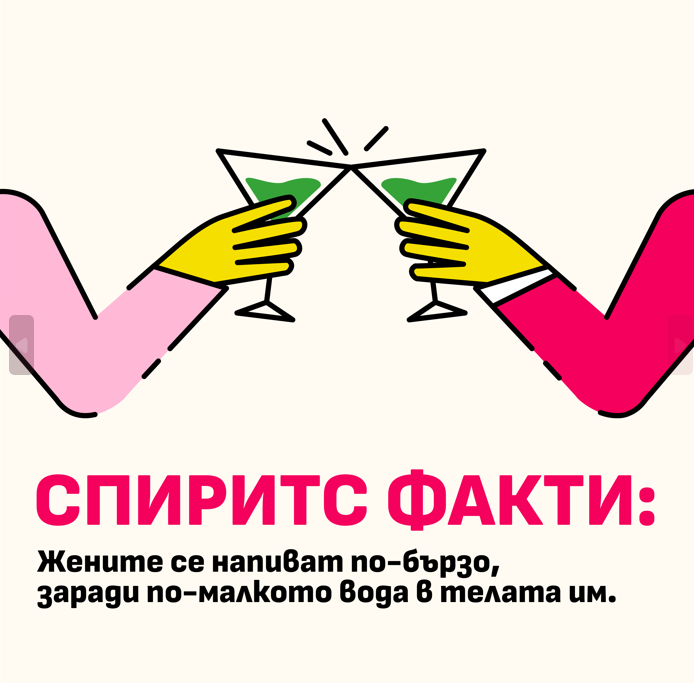 СПИРИТС ФАКТИ:
Жените се напиват по-бързо,
заради по-малкото вода в телата им.